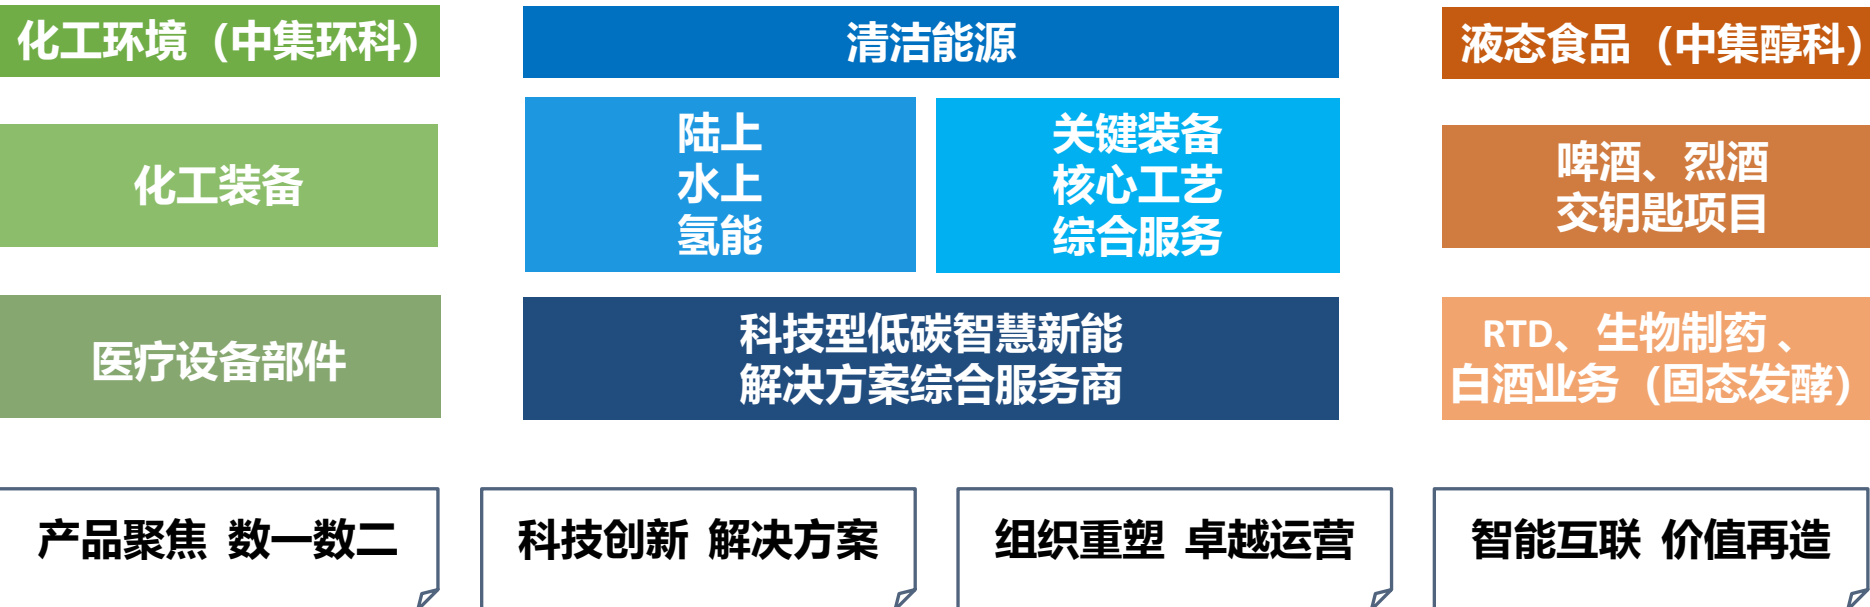 化工环境（中集环科）
清洁能源
液态食品（中集醇科）
化工装备
陆上
水上
氢能
关键装备
核心工艺
综合服务
啤酒、烈酒
交钥匙项目
医疗设备部件
科技型低碳智慧新能
解决方案综合服务商
RTD、生物制药、
白酒业务（固态发酵）
产品聚焦 数一数二
科技创新 解决方案
组织重塑 卓越运营
智能互联 价值再造